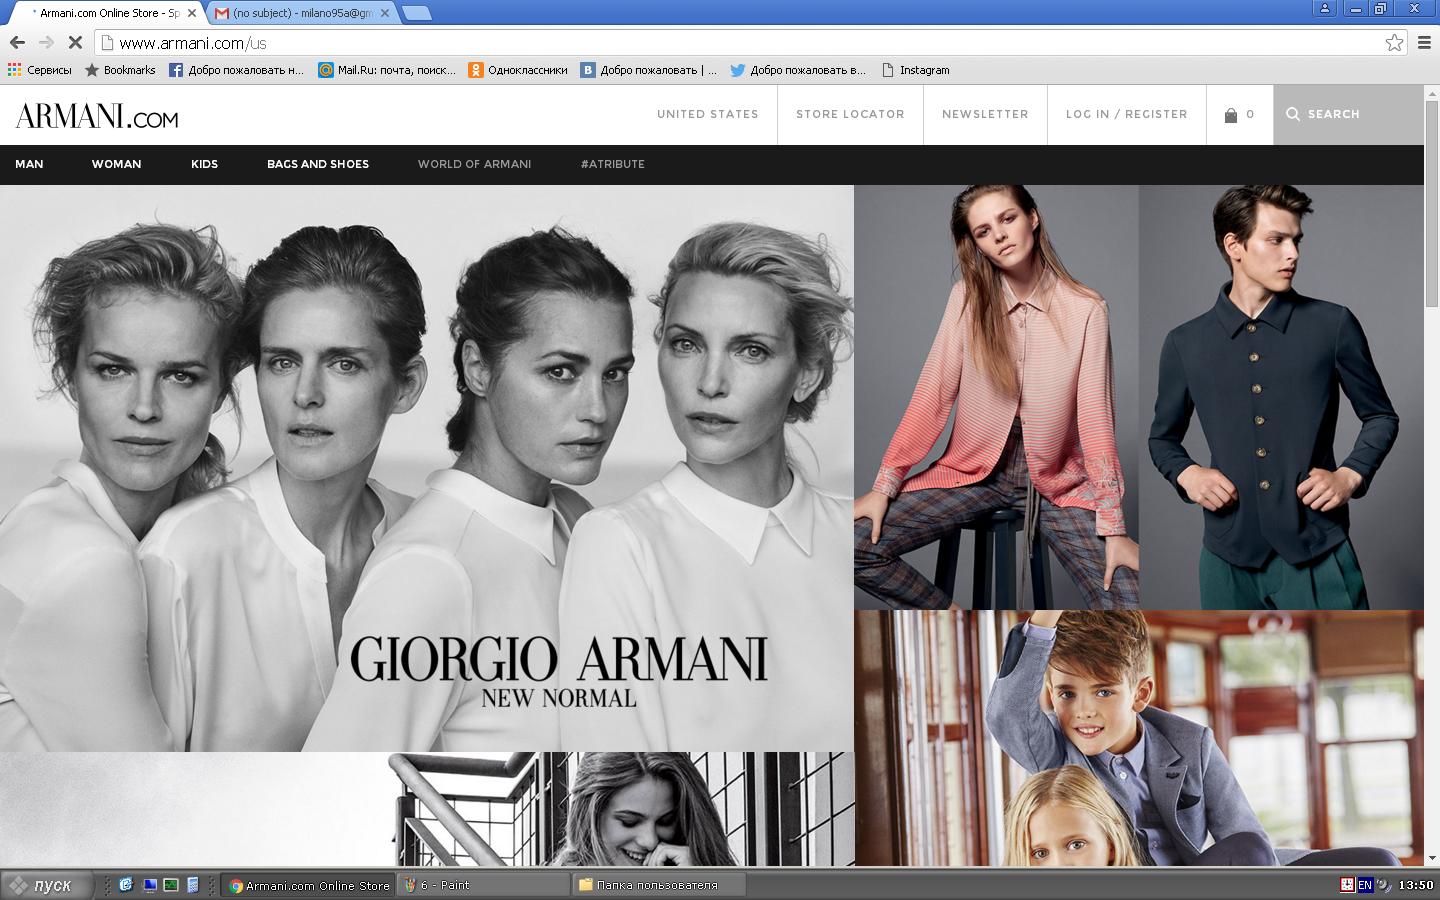 Armani.com Online Store - Sp
(no subject) - milano95a@gm
www.armani.com/us
Сервисы
Bookmarks
Добро пожаловать н...
Mail.Ru: почта, поиск...
Одноклассники
Добро пожаловать | ...
Добро пожаловать в...
Instagram
ARMANI.COM
UNITED STATES
STORE LOCATOR
NEWSLETTER
LOG IN / REGISTER
0
SEARCH
MAN
WOMAN
KIDS
BAGS AND SHOES
WORLD OF ARMANI
#ATRIBUTE
GIORGIO ARMANI
NEW NORMAL
пуск
Armani.com Online Store
6 - Paint
Папка пользователя
EN
13:50